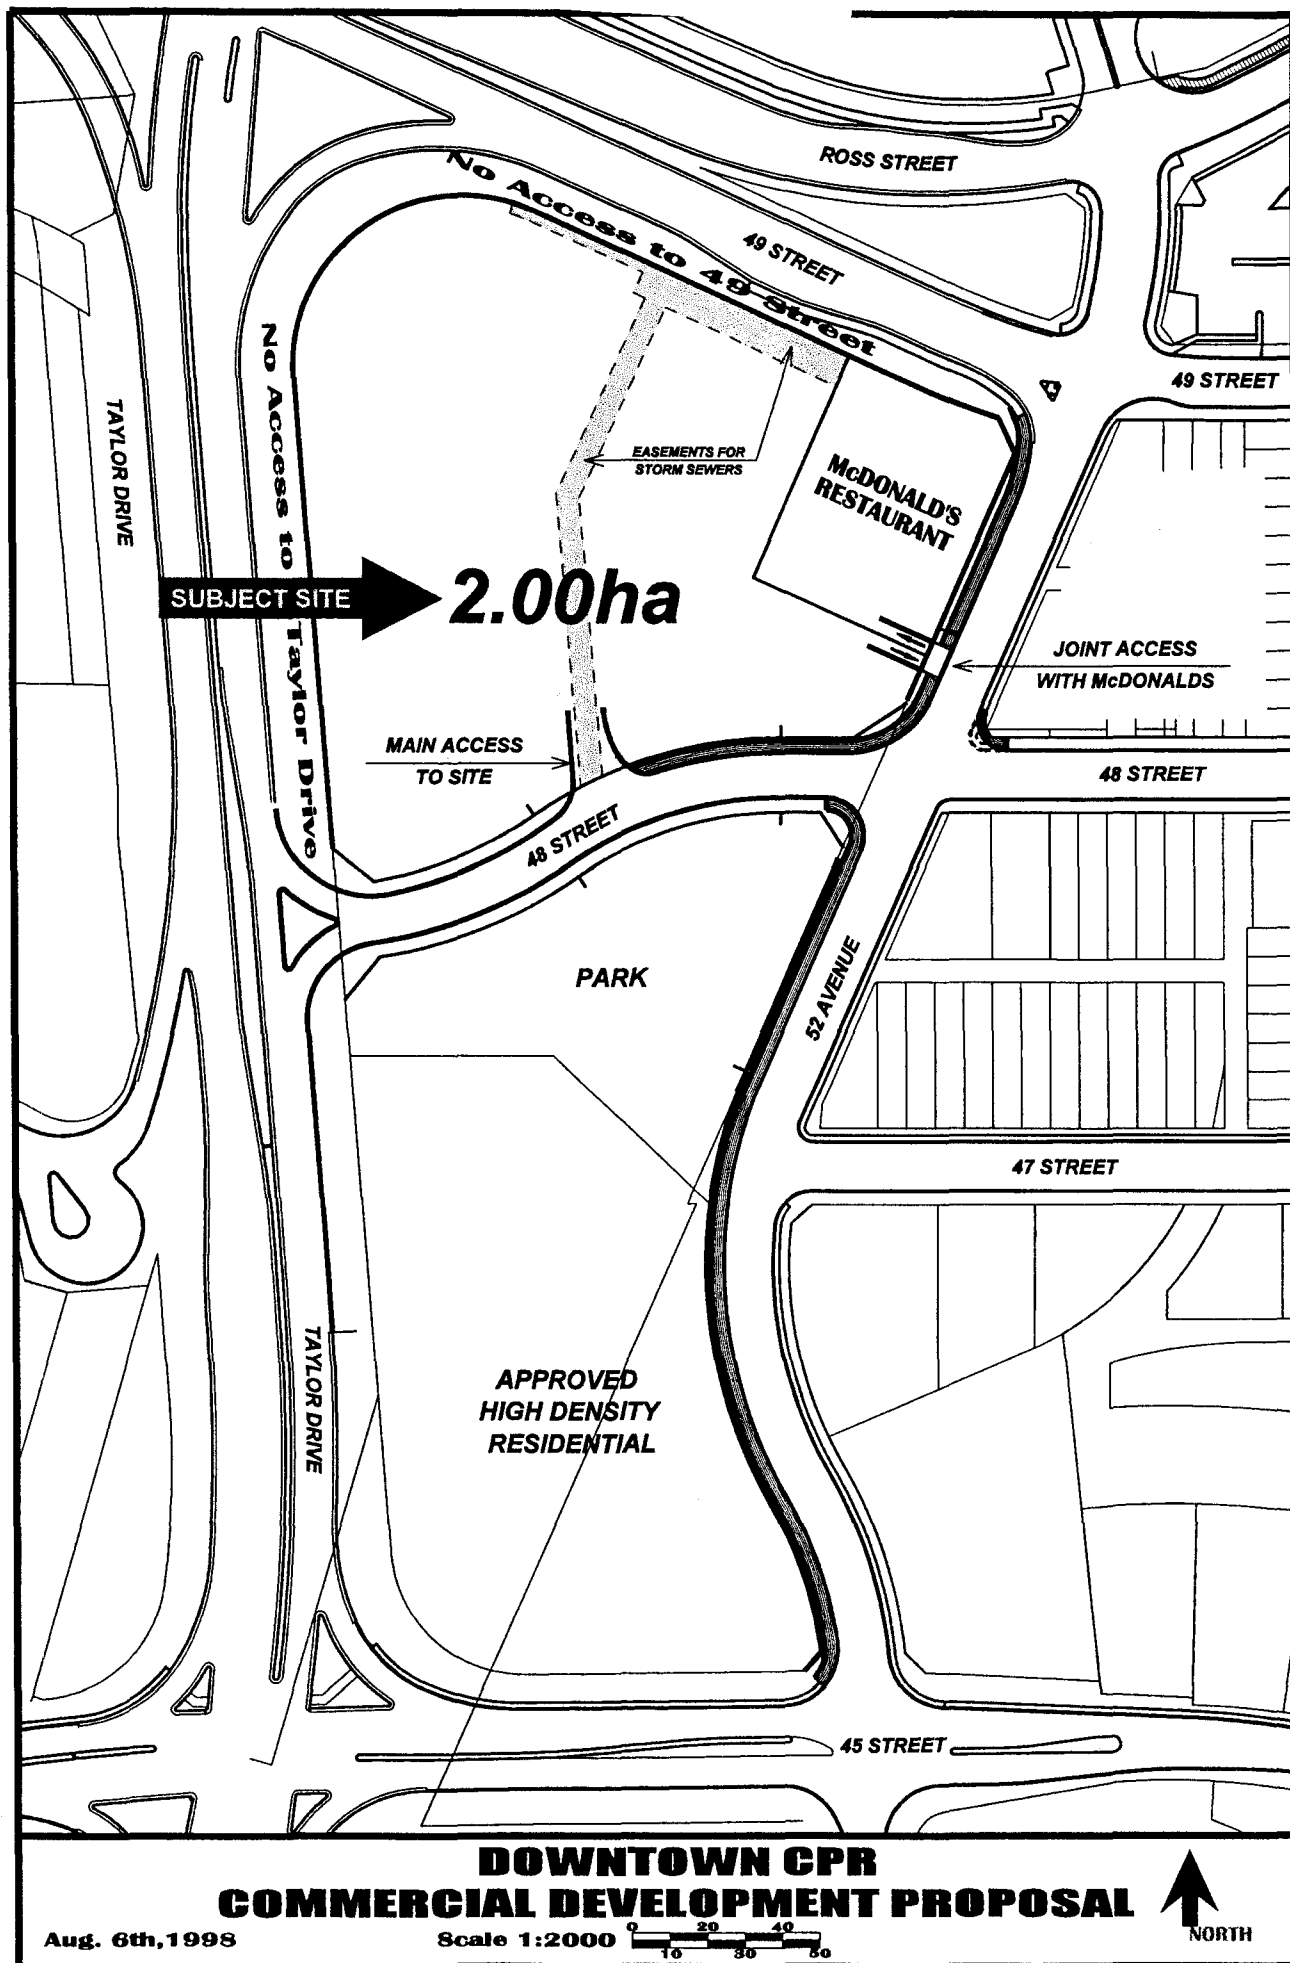 ROSS STREET
No Access to 49 Street
49 STREET
49 STREET
No Access to Taylor Drive
TAYLOR DRIVE
EASEMENTS FOR
STORM SEWERS
McDONALD'S
RESTAURANT
SUBJECT SITE
2.00ha
JOINT ACCESS
WITH McDONALDS
MAIN ACCESS
TO SITE
48 STREET
48 STREET
PARK
52 AVENUE
47 STREET
TAYLOR DRIVE
APPROVED
HIGH DENSITY
RESIDENTIAL
45 STREET
DOWNTOWN CPR
COMMERCIAL DEVELOPMENT PROPOSAL
Aug. 6th,1998
Scale 1:2000
0 20 40
10 30 50
NORTH